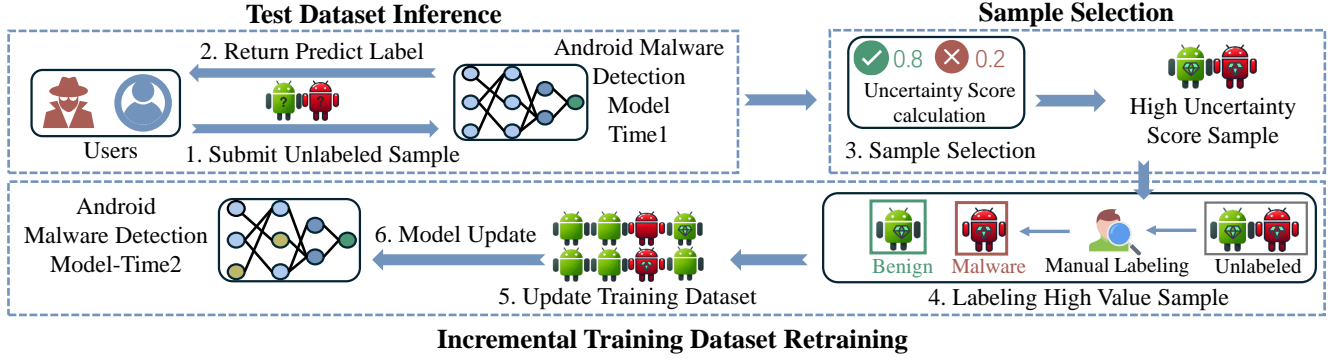 Test Dataset Inference
2. Return Predict Label
? ?
Users
1. Submit Unlabeled Sample
Android Malware
Detection
Model
Time1
Sample Selection
0.8 0.2
Uncertainty Score
calculation
3. Sample Selection
High Uncertainty
Score Sample
Android
Malware Detection
Model-Time2
6. Model Update
5. Update Training Dataset
Benign
Malware
Manual Labeling
Unlabeled
4. Labeling High Value Sample
Incremental Training Dataset Retraining